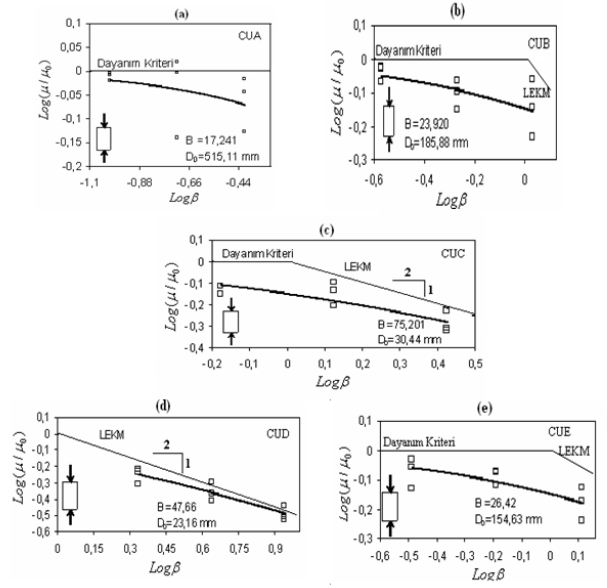 (a)
0,1
0,05
0
-0,05
-0,1
-0,15
-0,2
Log(μ/μ0)
Dayanım Kriteri
CUA
B =17,241
D0=515,11 mm
-1,1
-0,88
-0,66
-0,44
Logβ
(b)
0,1
0
-0,1
-0,2
-0,3
Log(μ/μ0)
Dayanım Kriteri
CUB
LEKM
B =23,920
D0=185,88 mm
-0,6
-0,4
-0,2
0
Logβ
(c)
0,1
0
-0,1
-0,2
-0,3
-0,4
Log(μ/μ0)
Dayanım Kriteri
LEKM
CUC
2
1
B =75,201
D0=30,44 mm
-0,2
-0,1
0
0,1
0,2
0,3
0,4
0,5
Logβ
(d)
0,1
0
-0,1
-0,2
-0,3
-0,4
-0,5
-0,6
Log(μ/μ0)
LEKM
CUD
2
1
B=47,66
D0=23,16 mm
0
0,15
0,3
0,45
0,6
0,75
0,9
Logβ
(e)
0,1
0
-0,1
-0,2
-0,3
Log(μ/μ0)
CUE
Dayanım Kriteri
LEKM
B =26,42
D0=154,63 mm
-0,6
-0,5
-0,4
-0,3
-0,2
-0,1
0
0,1
Logβ